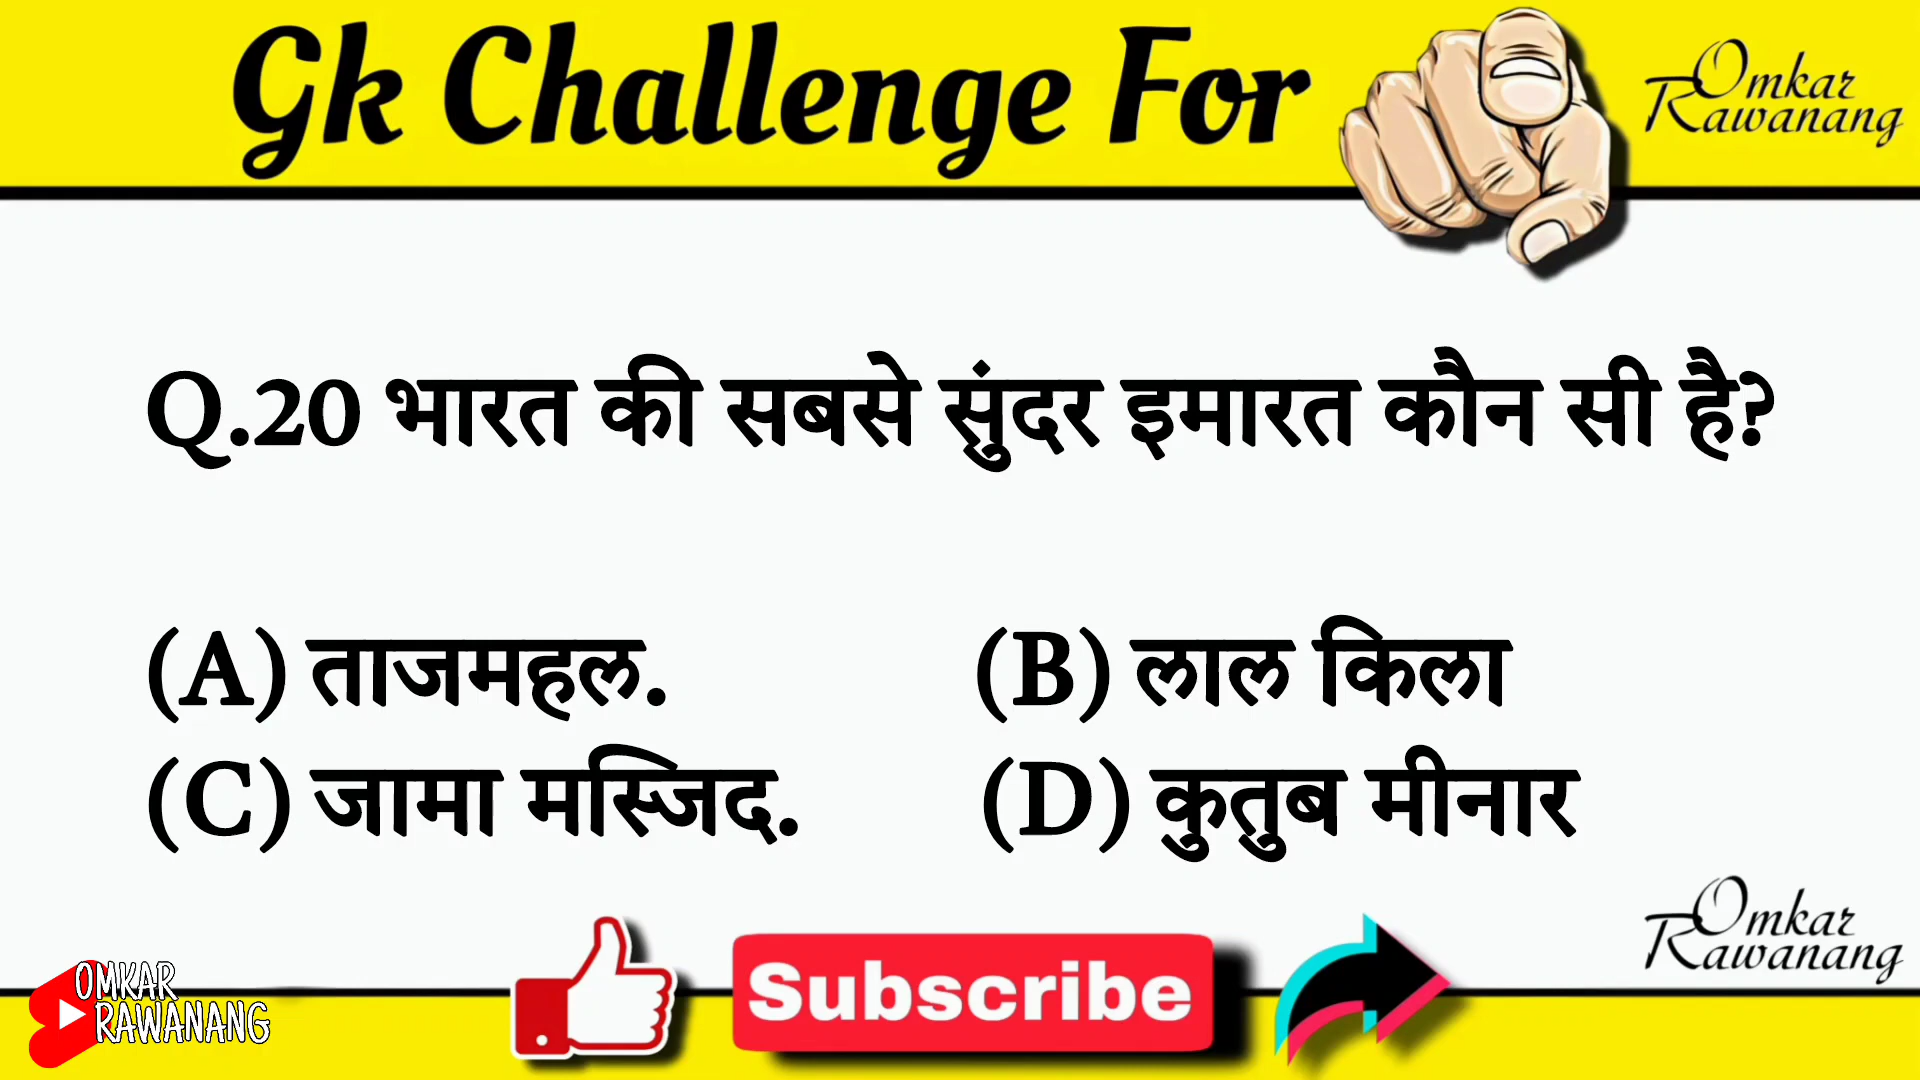 Gk Challenge For
Omkar
Rawanang
Q.20 भारत की सबसे सुंदर इमारत कौन सी है?
(A) ताजमहल. (B) लाल किला
(C) जामा मस्जिद. (D) कुतुब मीनार
Omkar
Rawanang
OMKAR
RAWANANG
Subscribe